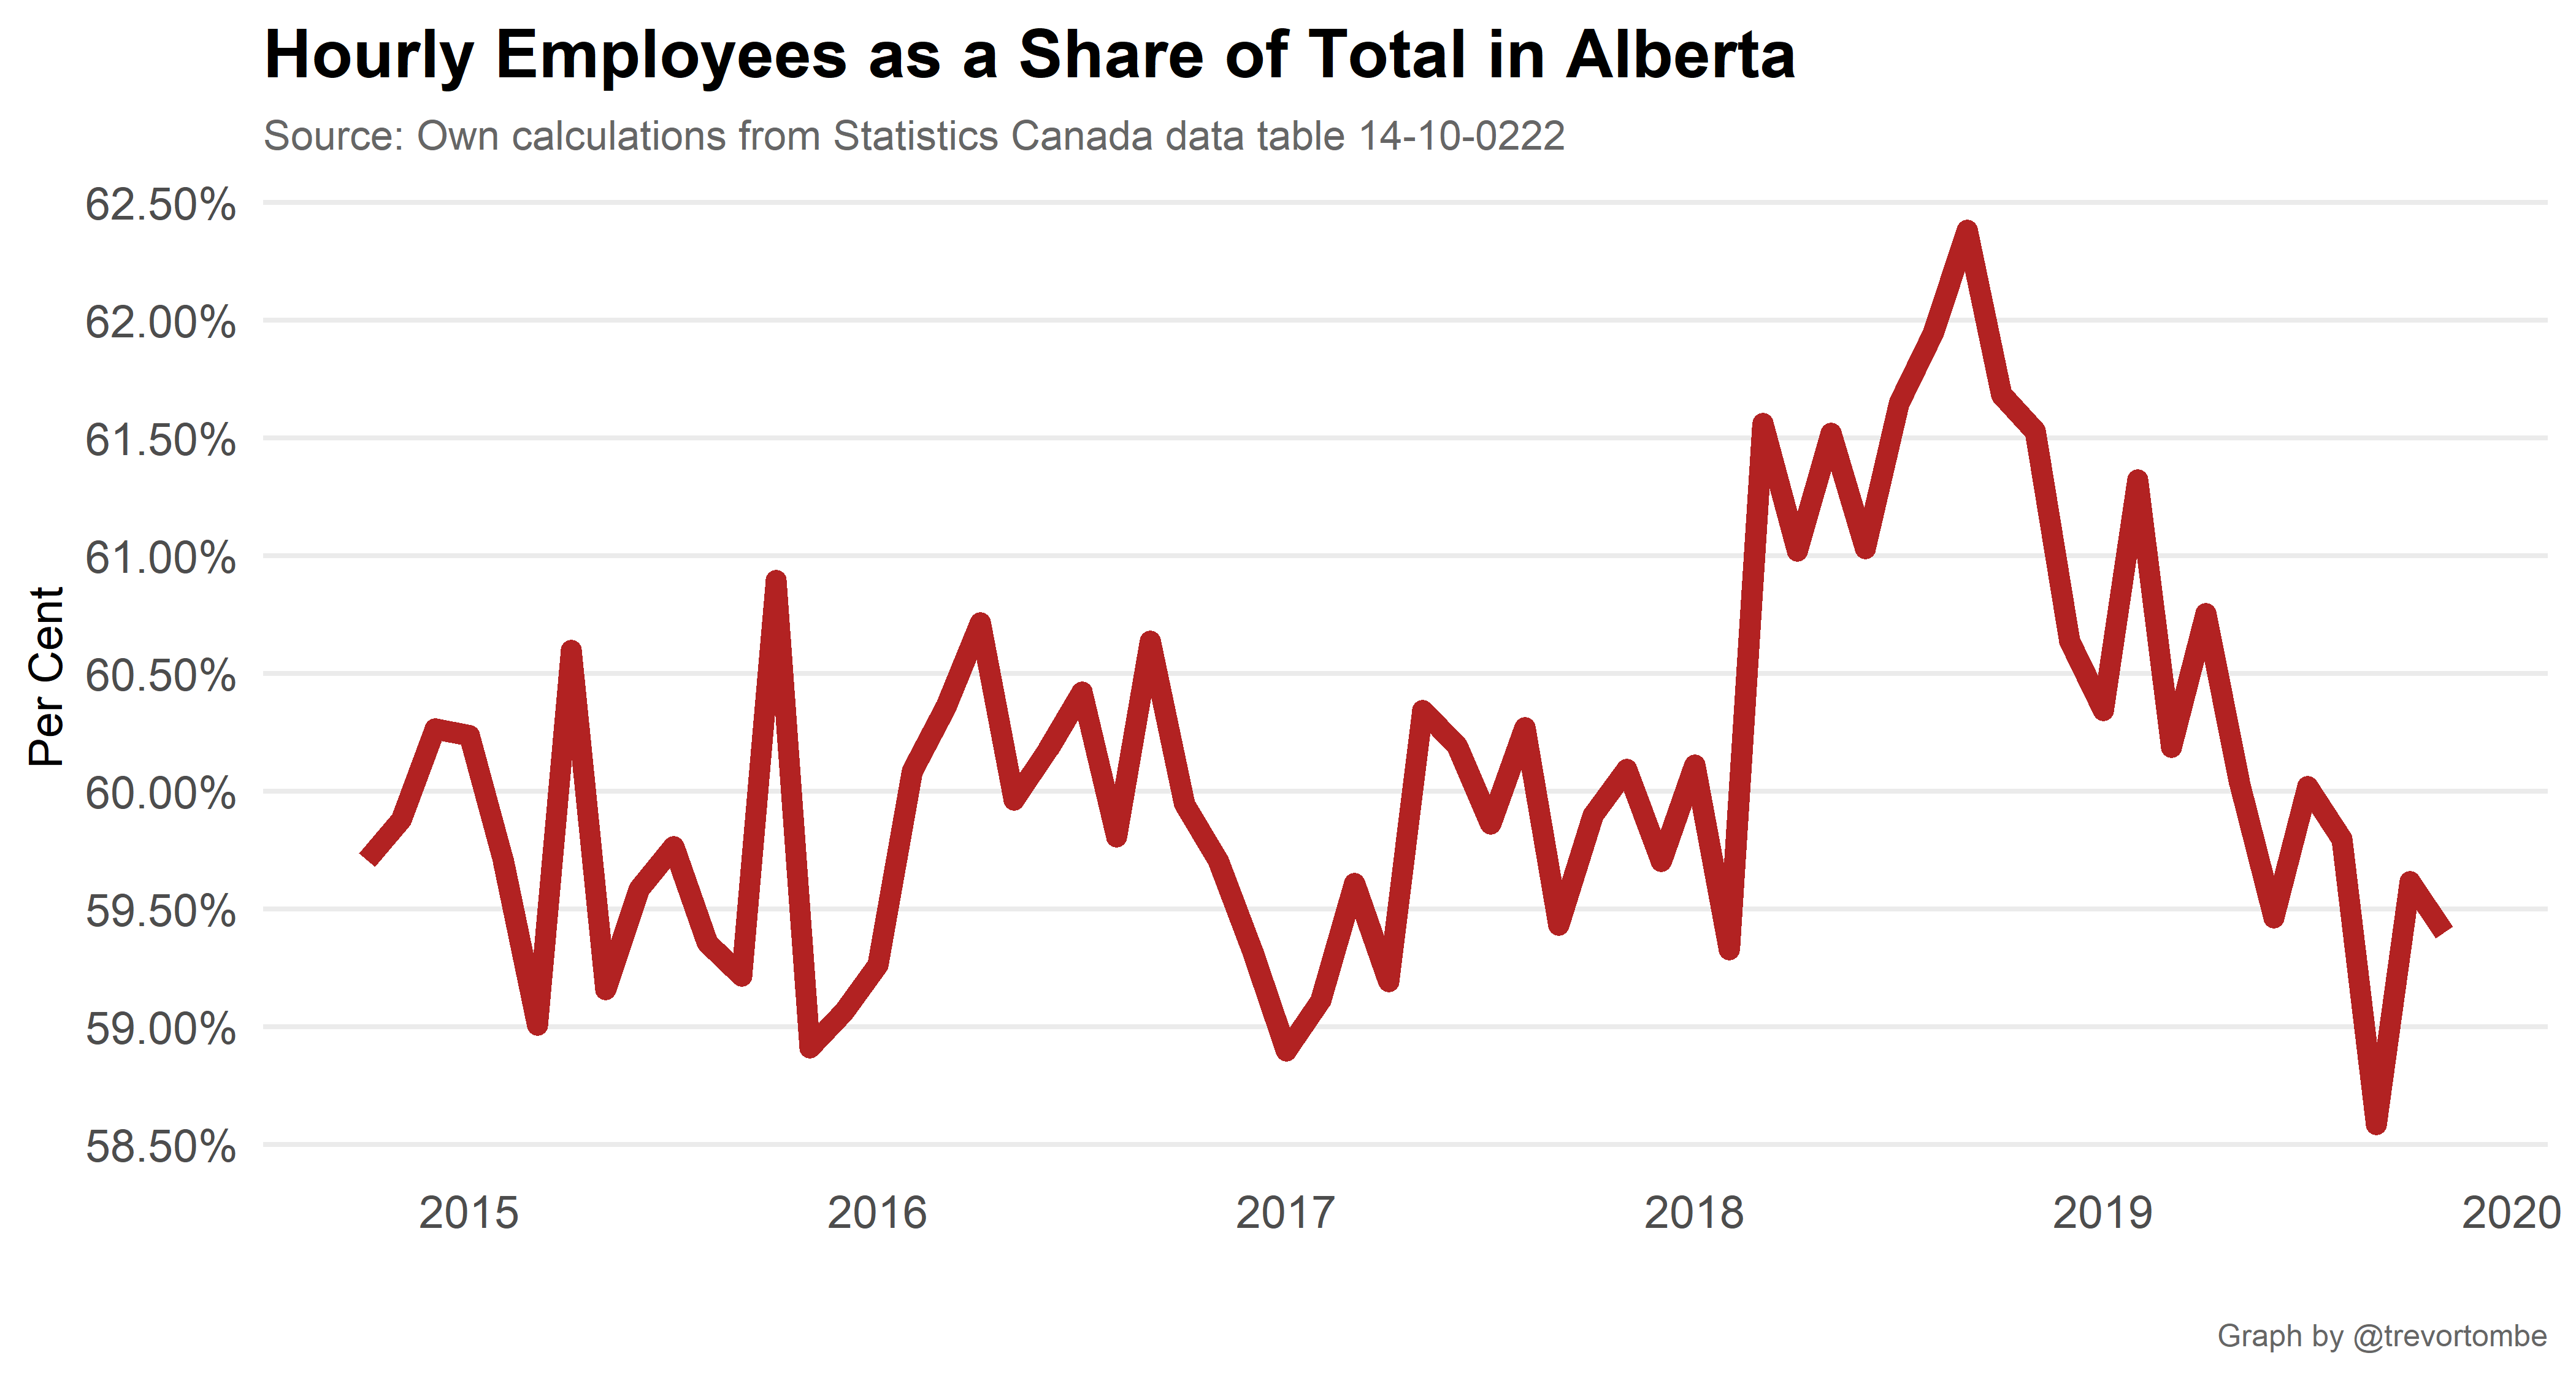 Hourly Employees as a Share of Total in Alberta
Source: Own calculations from Statistics Canada data table 14-10-0222
62.50%
62.00%
61.50%
61.00%
60.50%
60.00%
59.50%
59.00%
58.50%
Per Cent
2015 2016 2017 2018 2019 2020
Graph by @trevortombe